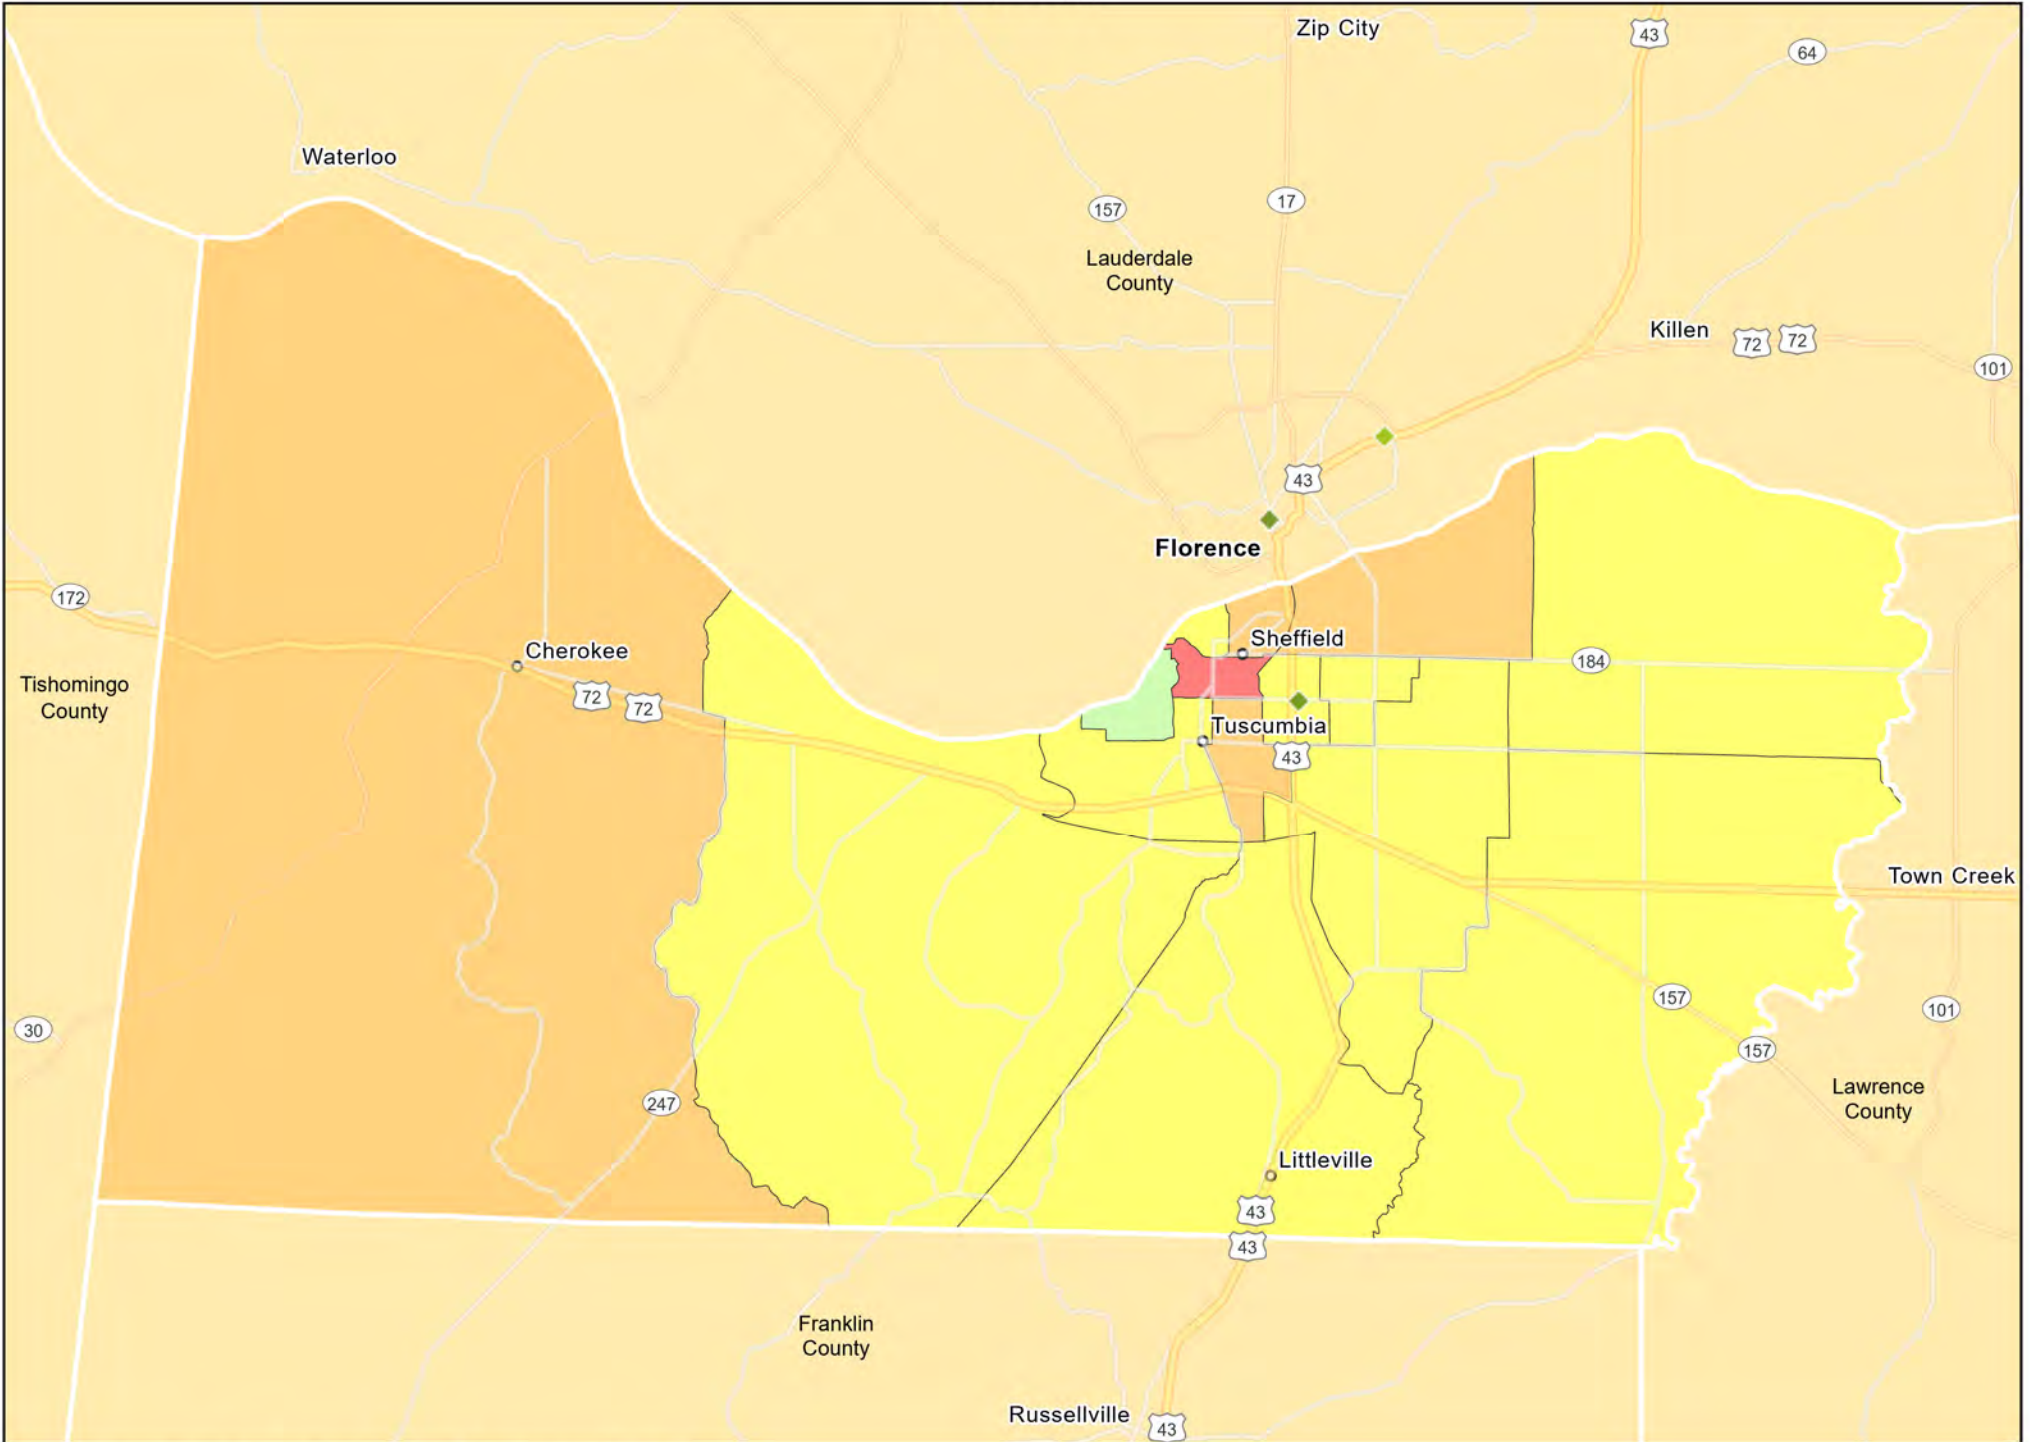 Zip City
43
64
Waterloo
157
17
Lauderdale
County
Killen
72
72
101
43
Florence
172
Sheffield
Cherokee
184
Tishomingo
County
72
72
Tuscumbia
43
Town Creek
157
101
30
157
Lawrence
County
247
Littleville
43
43
Franklin
County
Russellville
43